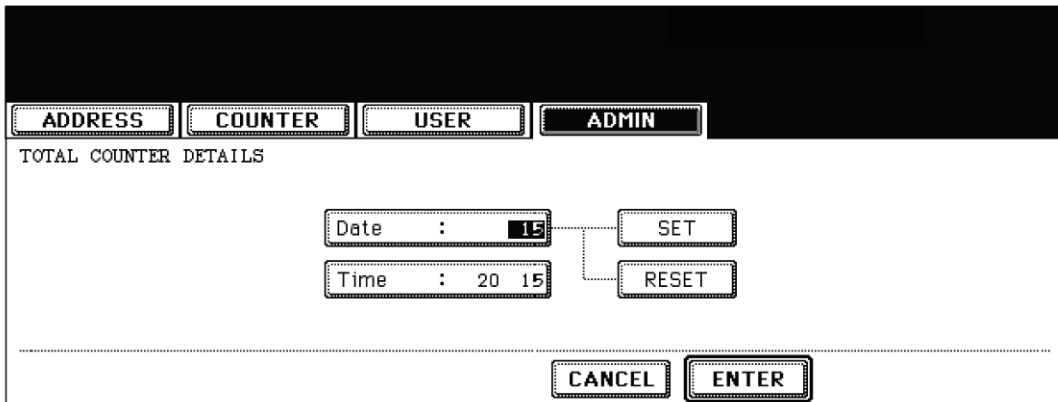 ADDRESS COUNTER USER ADMIN
TOTAL COUNTER DETAILS
Date : 15 SET
Time : 20 15 RESET
CANCEL ENTER